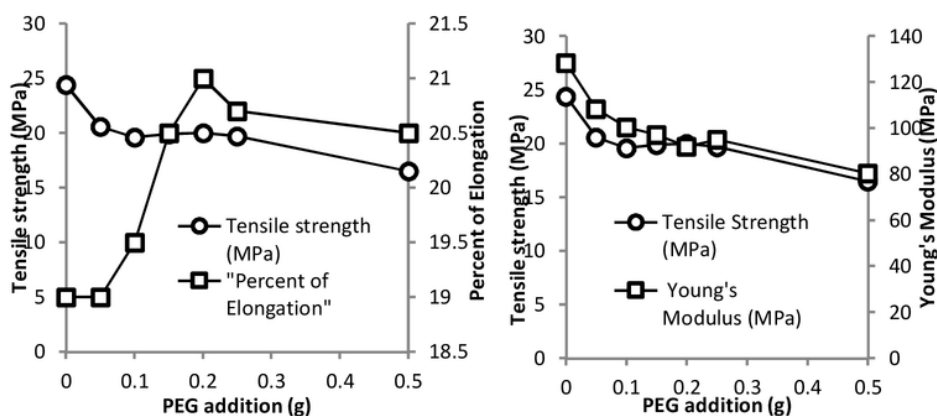 30
25
20
15
10
5
0
Tensile strength (MPa)
21.5
21
20.5
20
19.5
19
18.5
Percent of Elongation
Tensile strength
(MPa)
"Percent of
Elongation"
0
0.1
0.2
0.3
0.4
0.5
PEG addition (g)
30
25
20
15
10
5
0
Tensile strength (MPa)
140
120
100
80
60
40
20
0
Young's Modulus (MPa)
Tensile Strength
(MPa)
Young's
Modulus (MPa)
0
0.1
0.2
0.3
0.4
0.5
PEG addition (g)